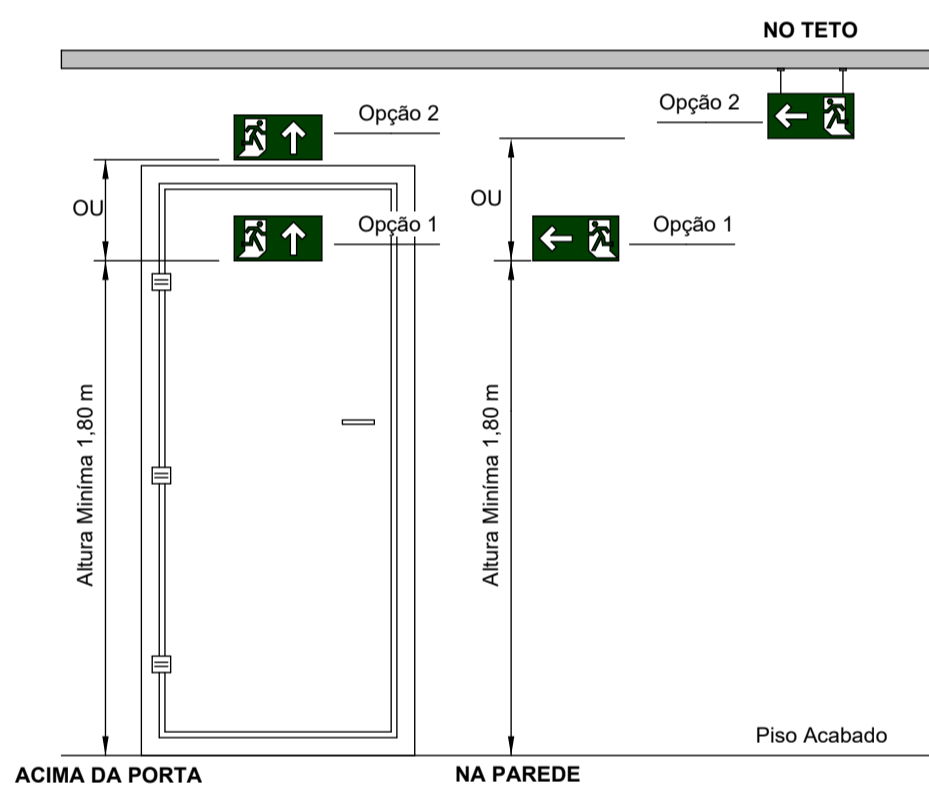 NO TETO
Opção 2
Opção 2
OU
OU
Opção 1
Opção 1
Altura Miníma 1,80 m
Altura Miníma 1,80 m
Piso Acabado
ACIMA DA PORTA
NA PAREDE